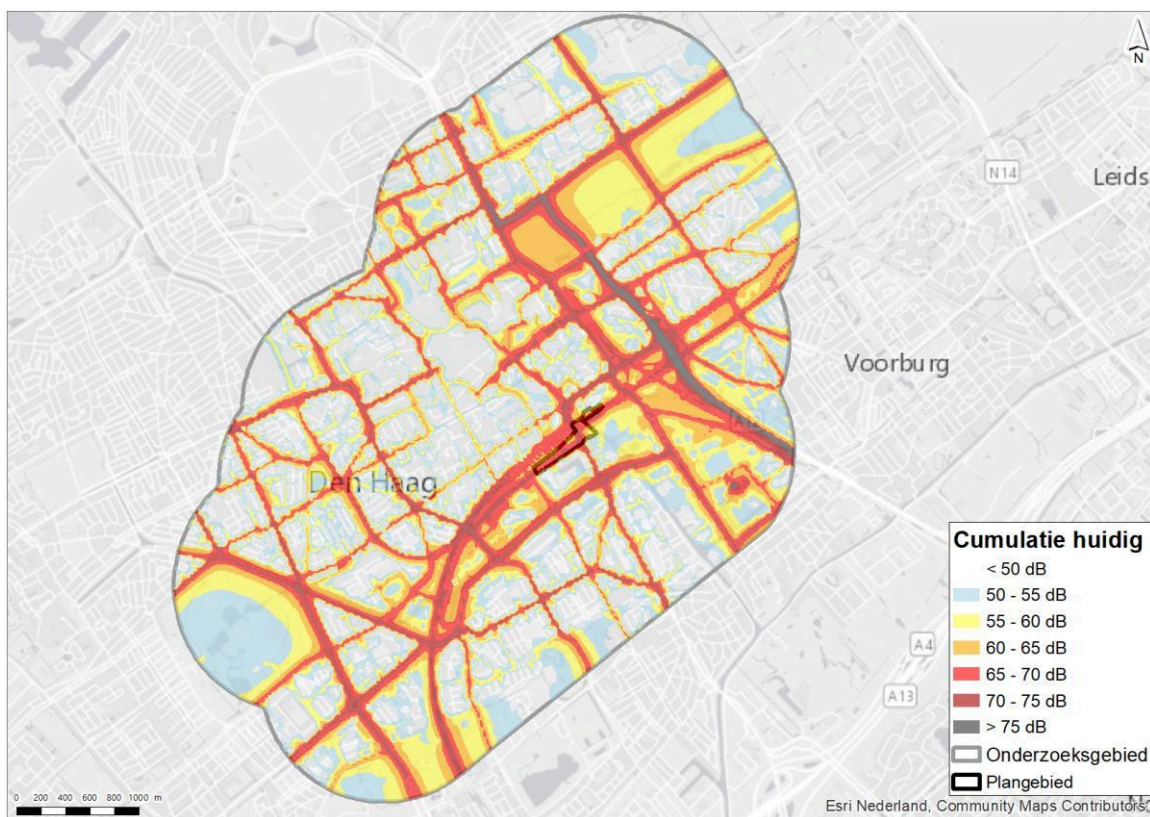 N
N14
Leids
Voorburg
A12
Den Haag
Cumulatie huidig
< 50 dB
50 - 55 dB
55 - 60 dB
60 - 65 dB
65 - 70 dB
70 - 75 dB
> 75 dB
Onderzoeksgebied
Plangebied
A4
A13
0 200 400 600 800 1000 m
Esri Nederland, Community Maps Contributors